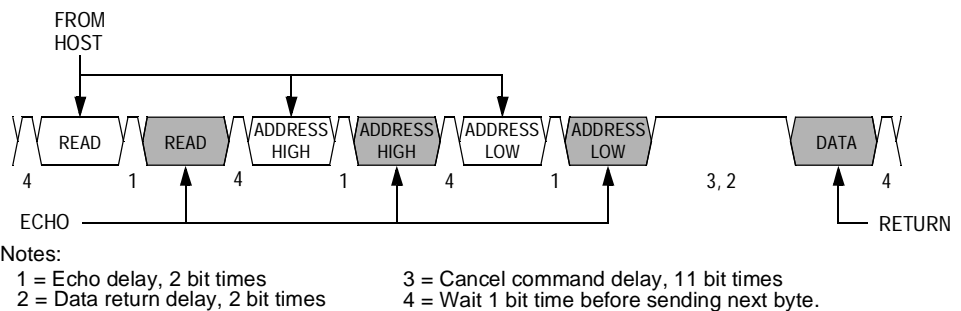 FROM
HOST
READ
READ
ADDRESS
HIGH
ADDRESS
HIGH
ADDRESS
LOW
ADDRESS
LOW
DATA
4 1 4 1 4 1 3, 2 4
ECHO
RETURN
Notes:
1 = Echo delay, 2 bit times
2 = Data return delay, 2 bit times
3 = Cancel command delay, 11 bit times
4 = Wait 1 bit time before sending next byte.